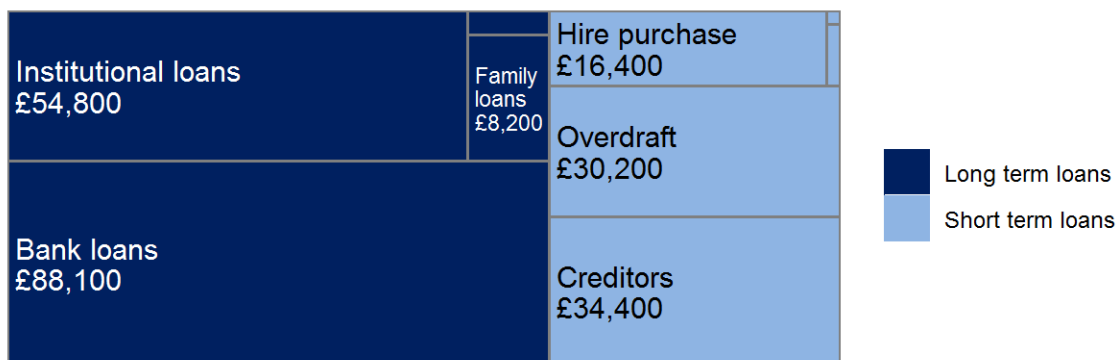 Institutional loans
£54,800
Family
loans
£8,200
Bank loans
£88,100
Hire purchase
£16,400
Overdraft
£30,200
Creditors
£34,400
Long term loans
Short term loans